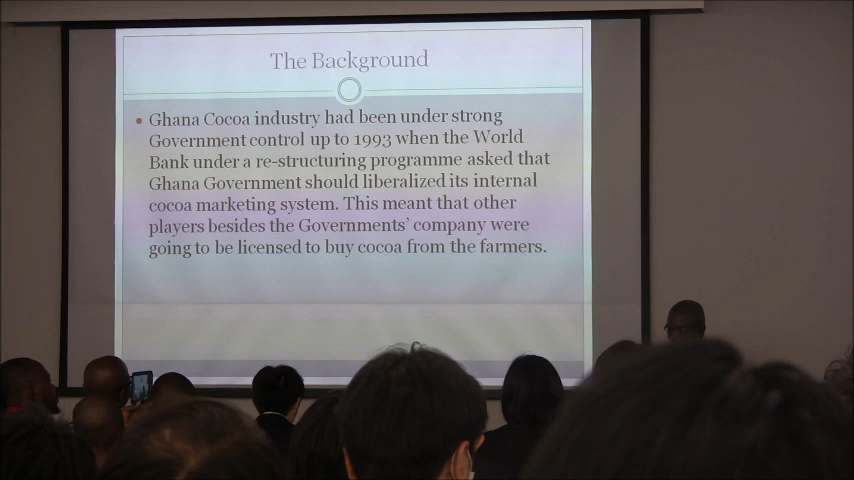 The Background
Ghana Cocoa industry had been under strong
Government control up to 1993 when the World
Bank under a re-structuring programme asked that
Ghana Government should liberalized its internal
cocoa marketing system. This meant that other
players besides the Governments' company were
going to be licensed to buy cocoa from the farmers.